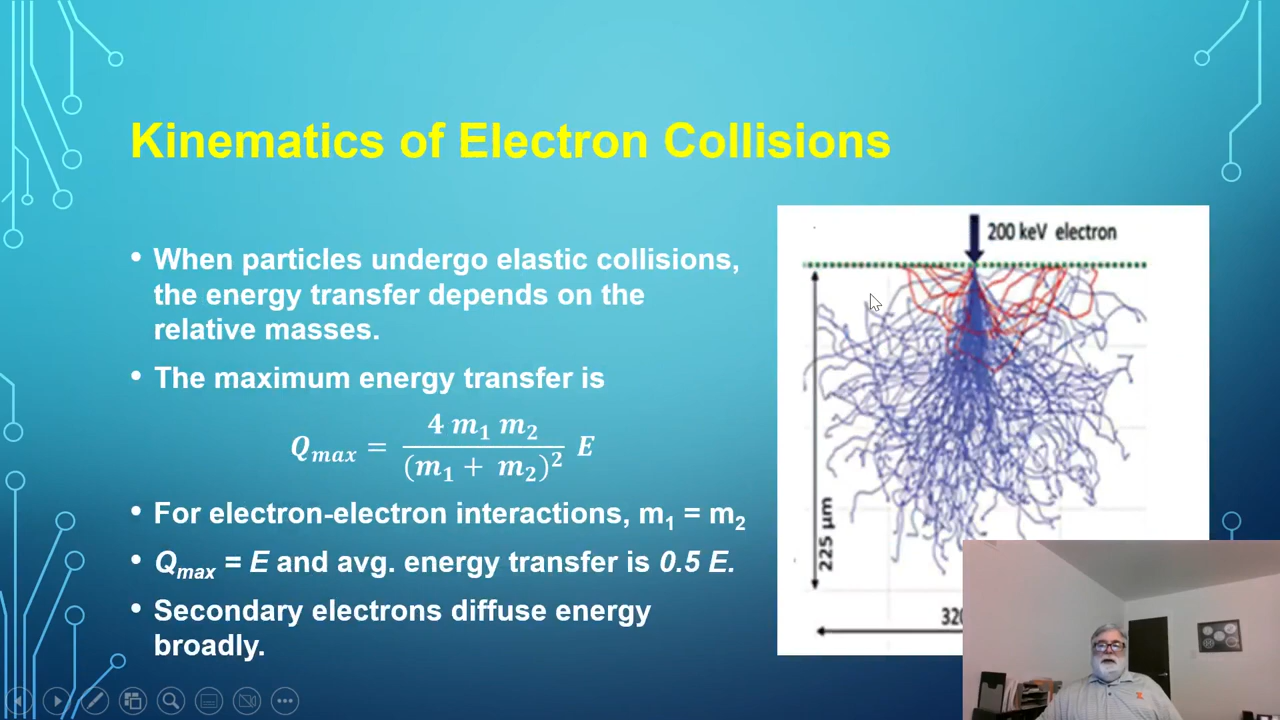 Kinematics of Electron Collisions
• When particles undergo elastic collisions,
the energy transfer depends on the
relative masses.
• The maximum energy transfer is
Qmax = 4 m1 m2 / (m1 + m2)² E
• For electron-electron interactions, m1 = m2
• Qmax = E and avg. energy transfer is 0.5 E.
• Secondary electrons diffuse energy
broadly.
200 keV electron
225 µm
320